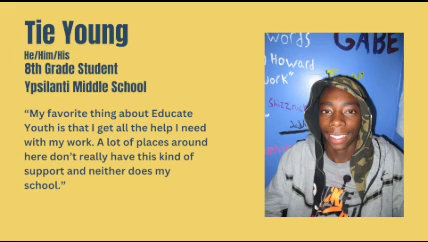 Tie Young
He/Him/His
8th Grade Student
Ypsilanti Middle School
“My favorite thing about Educate
Youth is that I get all the help I need
with my work. A lot of places around
here don't really have this kind of
support and neither does my
school.”
words
GABE
Howard
work"